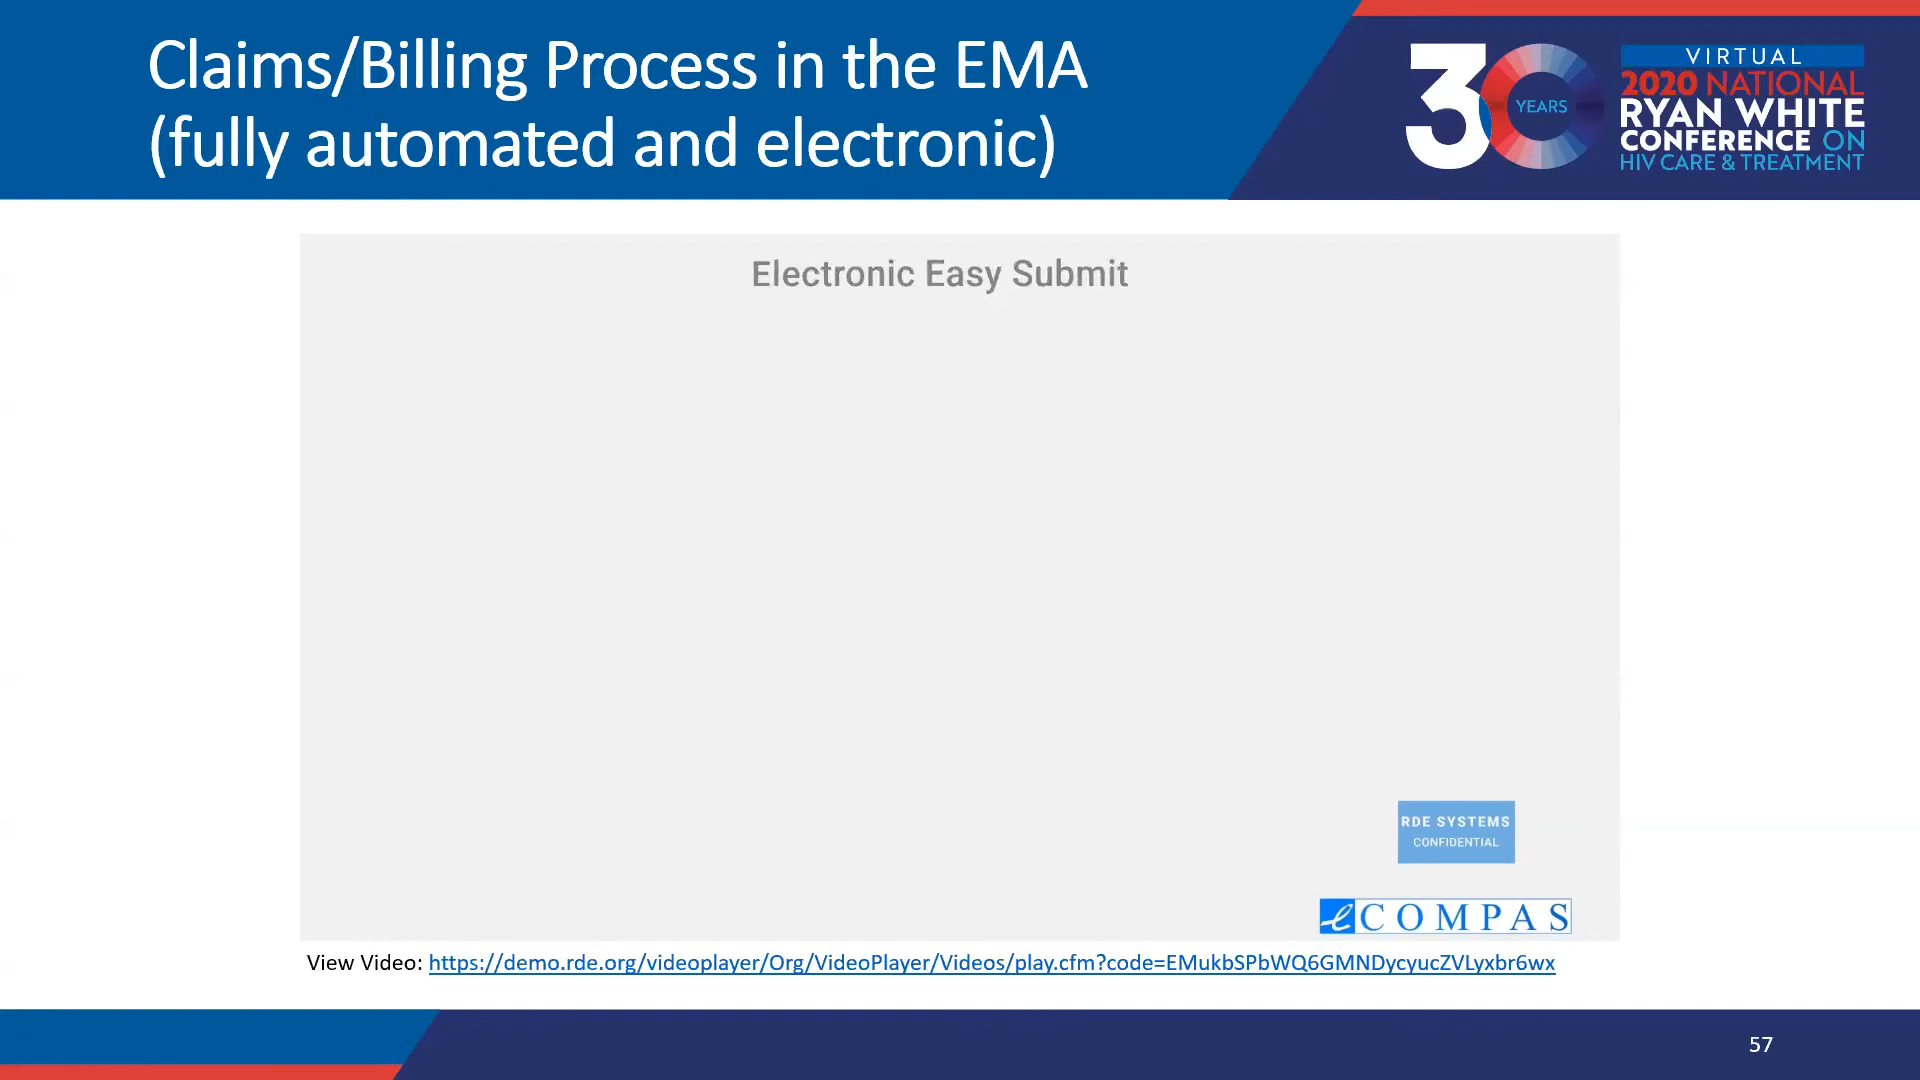 Claims/Billing Process in the EMA
(fully automated and electronic)
30
YEARS
VIRTUAL
2020 NATIONAL
RYAN WHITE
CONFERENCE ON
HIV CARE & TREATMENT
Electronic Easy Submit
RDE SYSTEMS
CONFIDENTIAL
eCOMPAS
View Video: https://demo.rde.org/videoplayer/Org/VideoPlayer/Videos/play.cfm?code=EMukbSPbWQ6GMNDycyucZVLyxbr6wx
57